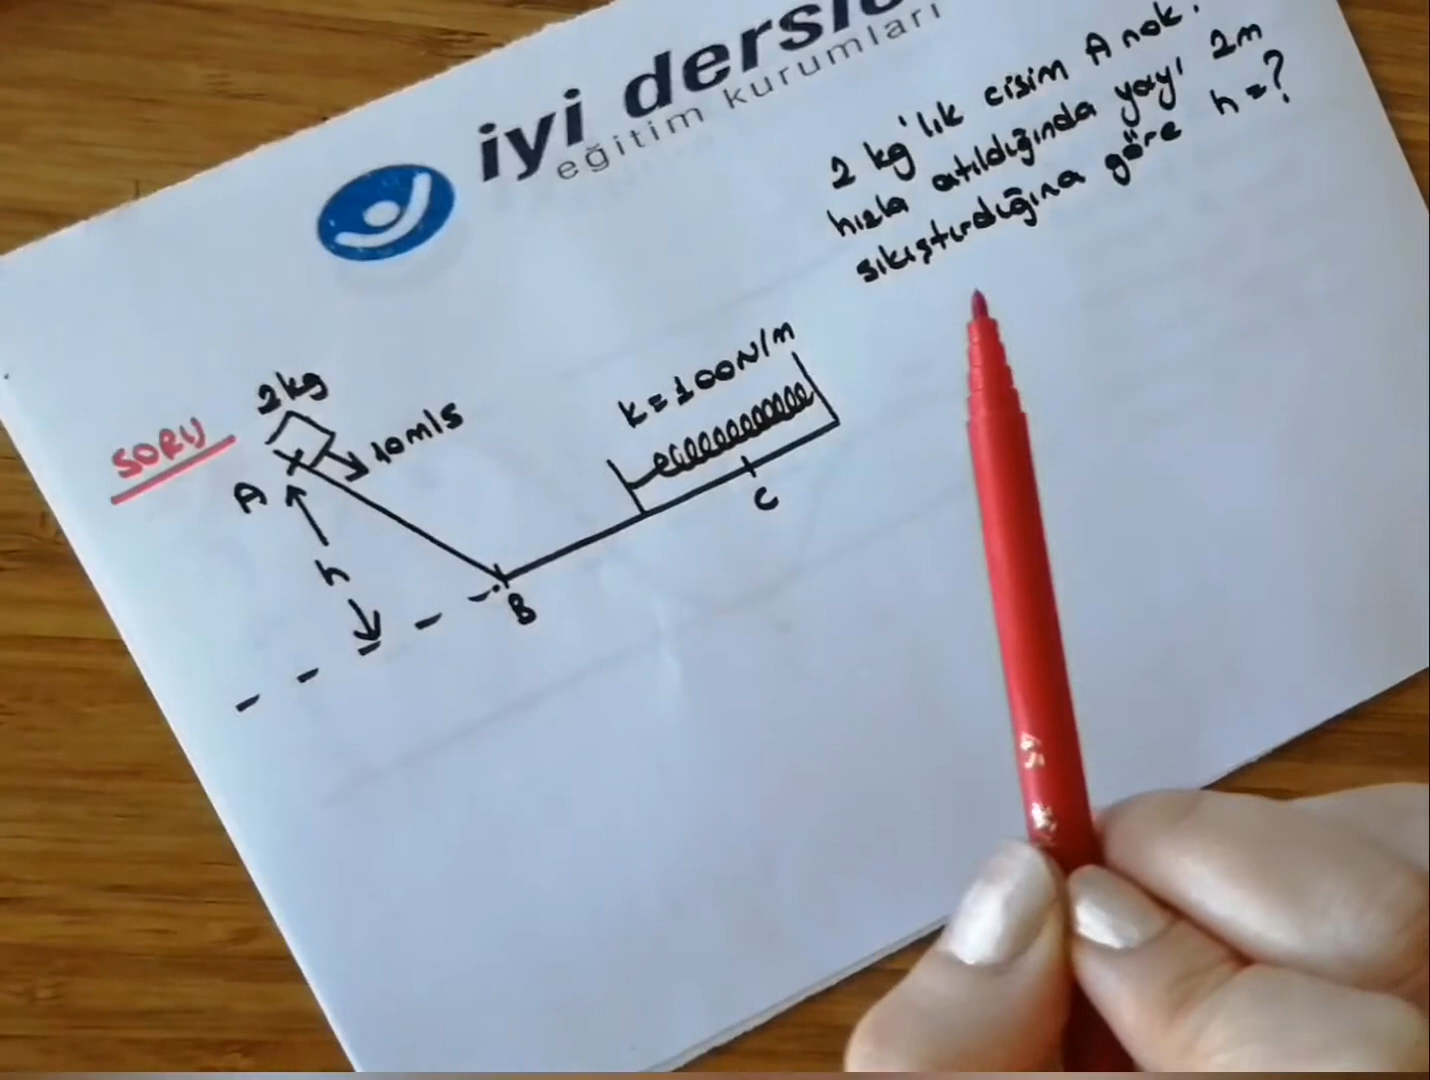 iyi dersl
eğitim kurumları
2 kg'lık cisim A nok.
hızla atıldığında yayı 2m
sıkıştırdığına göre h=?
SORU
2kg
10m/s
A
h
B
k=100N/m
C